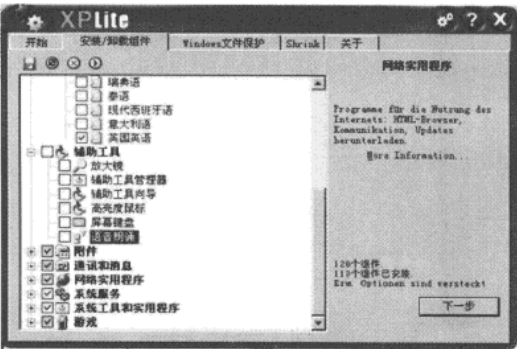 XPLite
开始
安装/卸载组件
Windows文件保护
Shrink
关于
瑞典语
泰语
现代西班牙语
意大利语
英国英语
辅助工具
放大镜
辅助工具管理器
辅助工具向导
高亮度鼠标
屏幕键盘
语音朗诵
附件
通讯和消息
网络实用程序
系统服务
系统工具和实用程序
游戏
网络实用程序
Programme für die Nutzung des
Internets: HTML-Browser,
Kommunikation, Updates
herunterladen.
More Information...
120个组件
119个组件已安装
Erw. Optionen sind versteckt
下一步